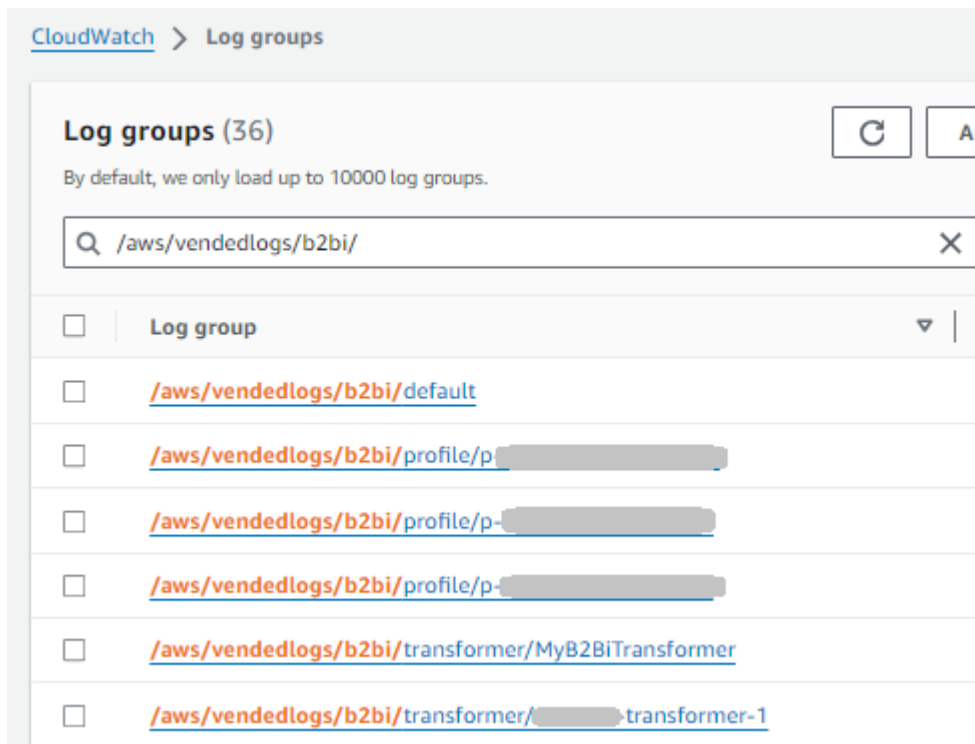 CloudWatch > Log groups
Log groups (36)
A
By default, we only load up to 10000 log groups.
/aws/vendedlogs/b2bi/
Log group
/aws/vendedlogs/b2bi/default
/aws/vendedlogs/b2bi/profile/p-
/aws/vendedlogs/b2bi/profile/p-
/aws/vendedlogs/b2bi/profile/p-
/aws/vendedlogs/b2bi/transformer/MyB2BiTransformer
/aws/vendedlogs/b2bi/transformer/ -transformer-1